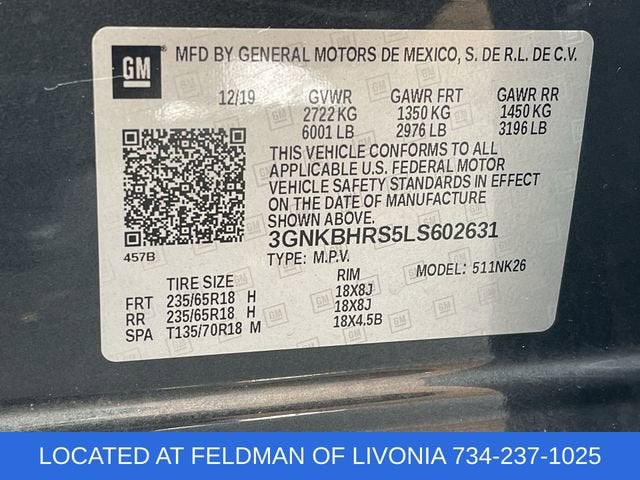 GM
MFD BY GENERAL MOTORS DE MEXICO, S. DE R.L. DE C.V.
12/19 GVWR GAWR FRT GAWR RR
2722 KG 1350 KG 1450 KG
6001 LB 2976 LB 3196 LB
THIS VEHICLE CONFORMS TO ALL
APPLICABLE U.S. FEDERAL MOTOR
VEHICLE SAFETY STANDARDS IN EFFECT
ON THE DATE OF MANUFACTURE
SHOWN ABOVE.
3GNKBHRS5LS602631
457B TYPE: M.P.V. MODEL: 511NK26
TIRE SIZE RIM
FRT 235/65R18 H 18X8J
RR 235/65R18 H 18X8J
SPA T135/70R18 M 18X4.5B
LOCATED AT FELDMAN OF LIVONIA 734-237-1025